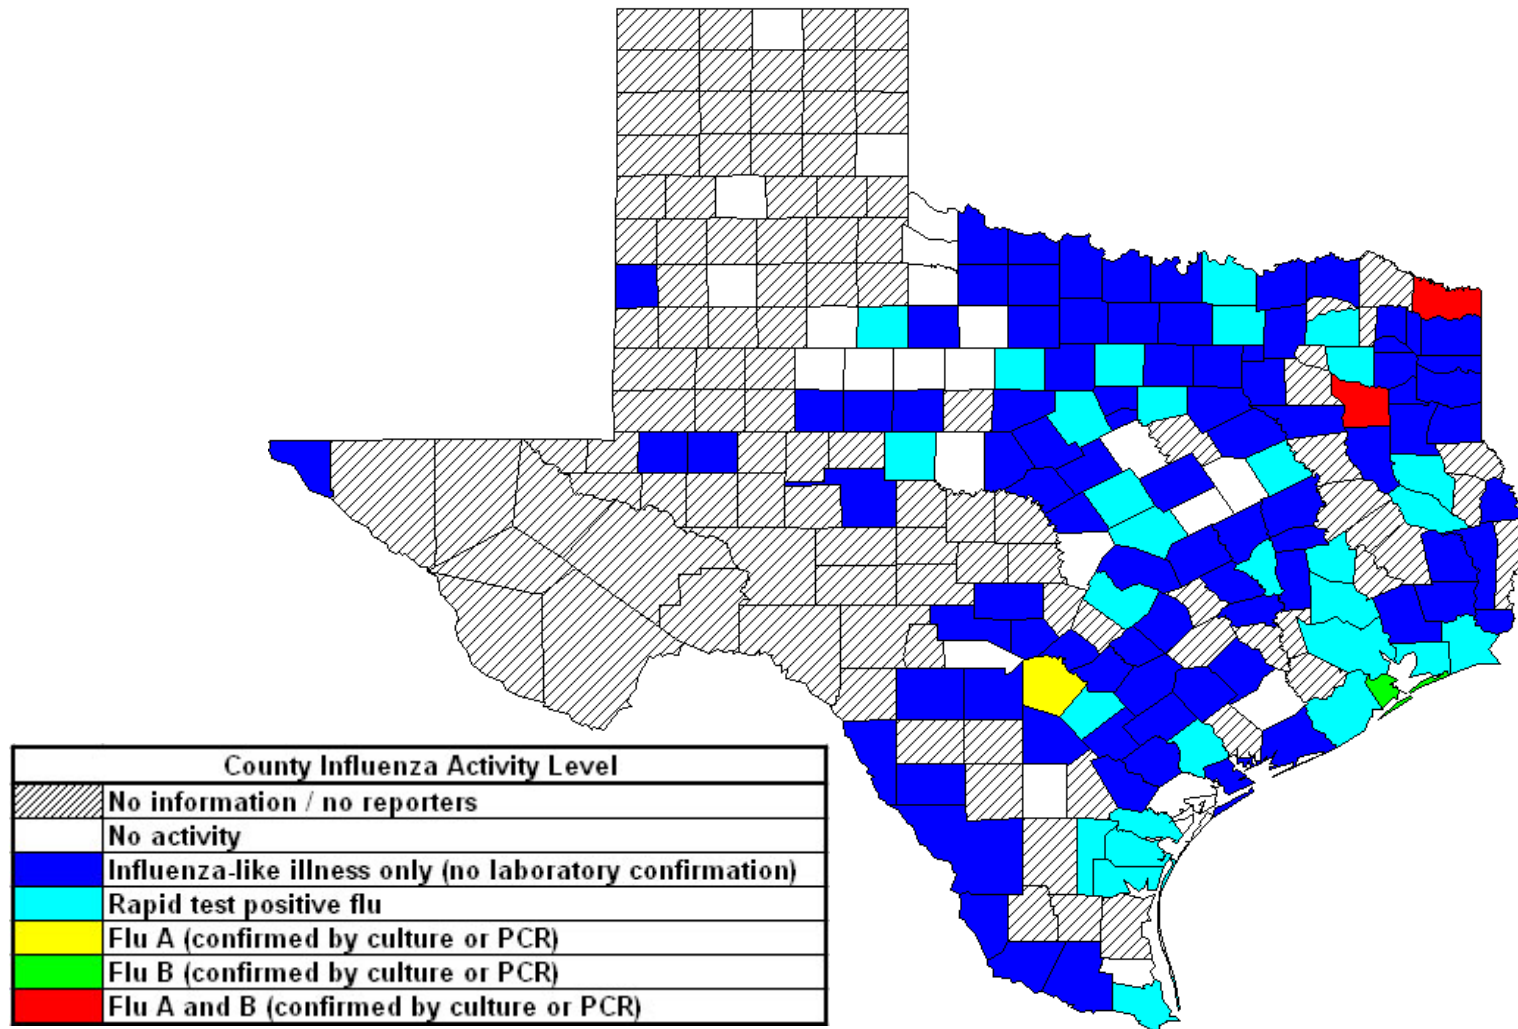 County Influenza Activity Level
No information / no reporters
No activity
Influenza-like illness only (no laboratory confirmation)
Rapid test positive flu
Flu A (confirmed by culture or PCR)
Flu B (confirmed by culture or PCR)
Flu A and B (confirmed by culture or PCR)